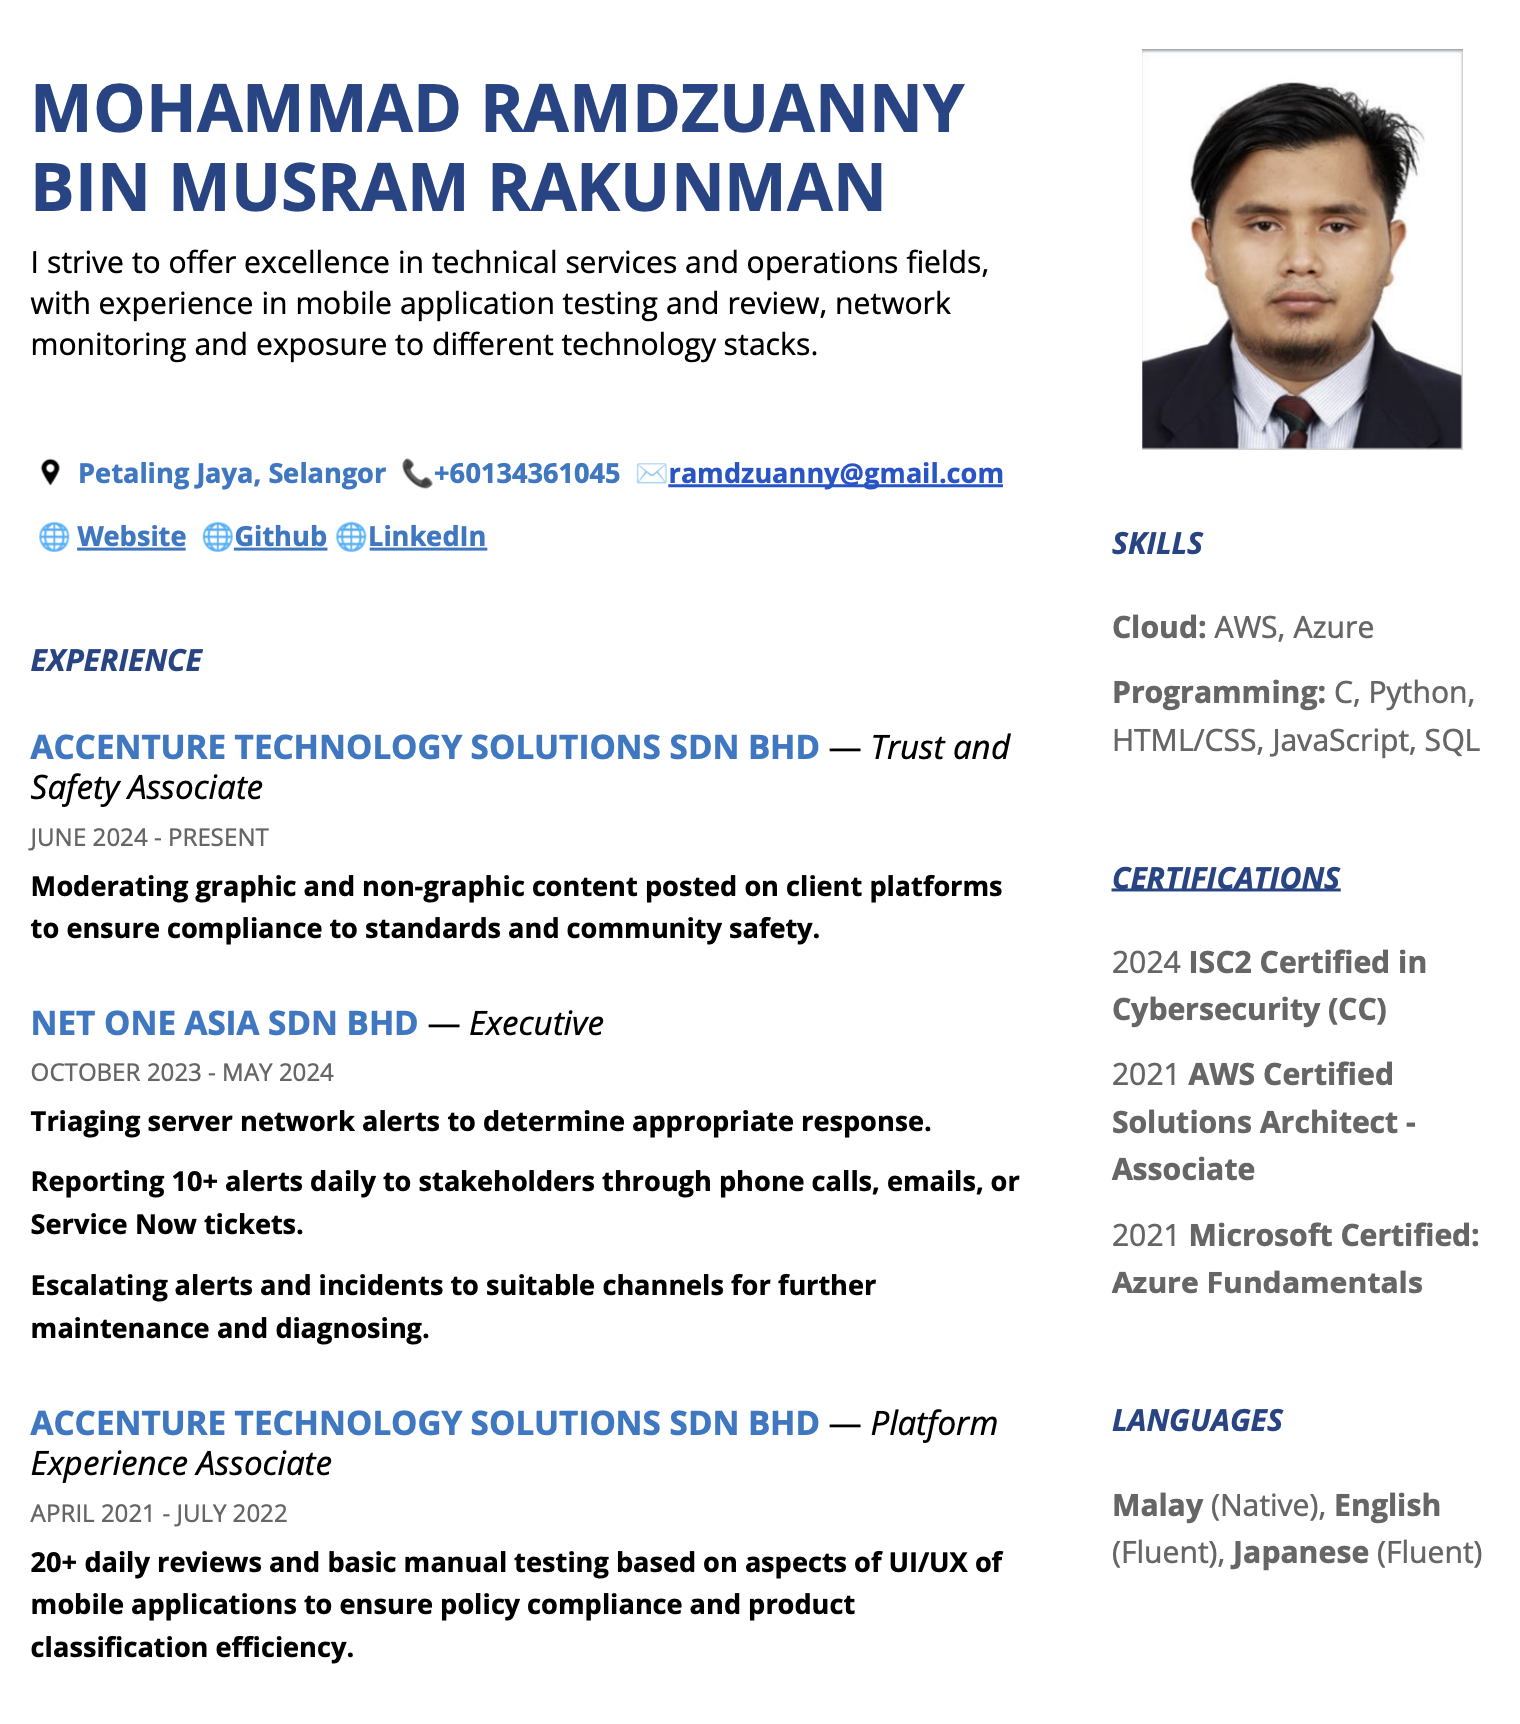 MOHAMMAD RAMDZUANNY
BIN MUSRAM RAKUNMAN
I strive to offer excellence in technical services and operations fields,
with experience in mobile application testing and review, network
monitoring and exposure to different technology stacks.
Petaling Jaya, Selangor +60134361045 ramdzuanny@gmail.com
Website Github LinkedIn
EXPERIENCE
ACCENTURE TECHNOLOGY SOLUTIONS SDN BHD — Trust and
Safety Associate
JUNE 2024 - PRESENT
Moderating graphic and non-graphic content posted on client platforms
to ensure compliance to standards and community safety.
NET ONE ASIA SDN BHD — Executive
OCTOBER 2023 - MAY 2024
Triaging server network alerts to determine appropriate response.
Reporting 10+ alerts daily to stakeholders through phone calls, emails, or
Service Now tickets.
Escalating alerts and incidents to suitable channels for further
maintenance and diagnosing.
ACCENTURE TECHNOLOGY SOLUTIONS SDN BHD — Platform
Experience Associate
APRIL 2021 - JULY 2022
20+ daily reviews and basic manual testing based on aspects of UI/UX of
mobile applications to ensure policy compliance and product
classification efficiency.
SKILLS
Cloud: AWS, Azure
Programming: C, Python,
HTML/CSS, JavaScript, SQL
CERTIFICATIONS
2024 ISC2 Certified in
Cybersecurity (CC)
2021 AWS Certified
Solutions Architect -
Associate
2021 Microsoft Certified:
Azure Fundamentals
LANGUAGES
Malay (Native), English
(Fluent), Japanese (Fluent)